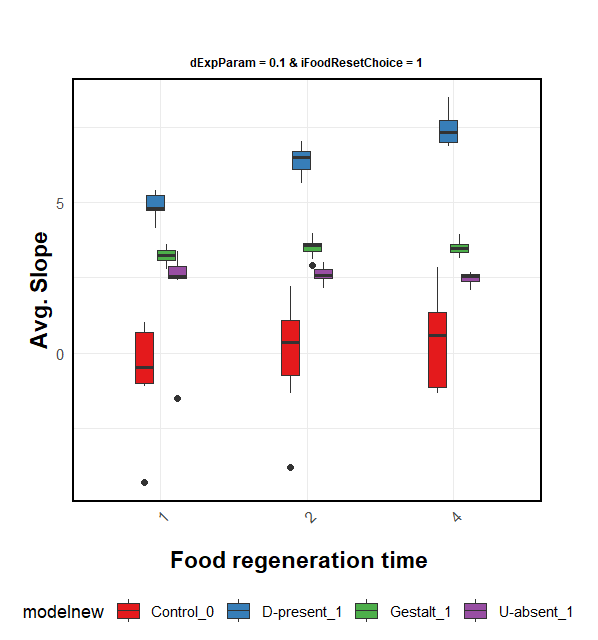 dExpParam = 0.1 & iFoodResetChoice = 1
Avg. Slope
5
0
1
2
4
Food regeneration time
modelnew Control_0 D-present_1 Gestalt_1 U-absent_1